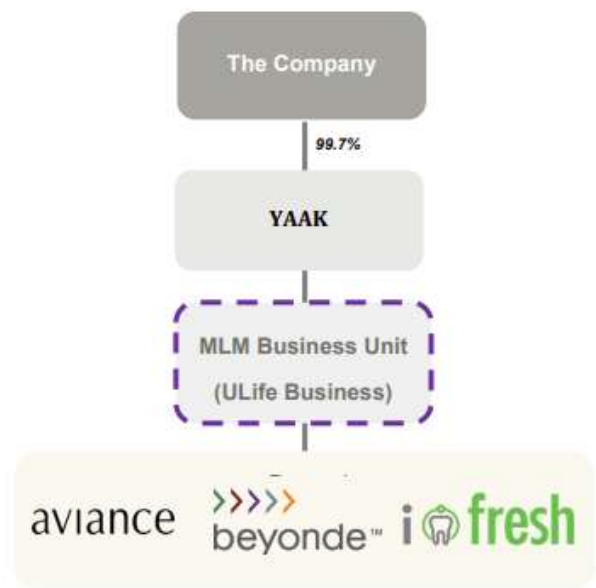 The Company
99.7%
YAAK
MLM Business Unit
(ULife Business)
aviance
beyonde™
i fresh